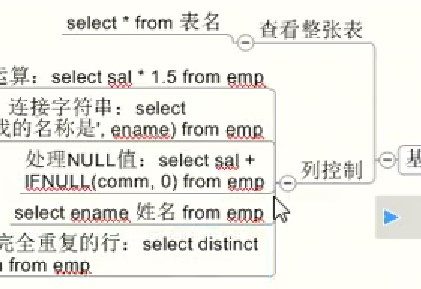 select * from 表名
查看整张表
运算：select sal * 1.5 from emp
连接字符串：select
我的名称是', ename) from emp
处理NULL值：select sal +
IFNULL(comm, 0) from emp
列控制
select ename 姓名 from emp
完全重复的行：select distinct
from emp